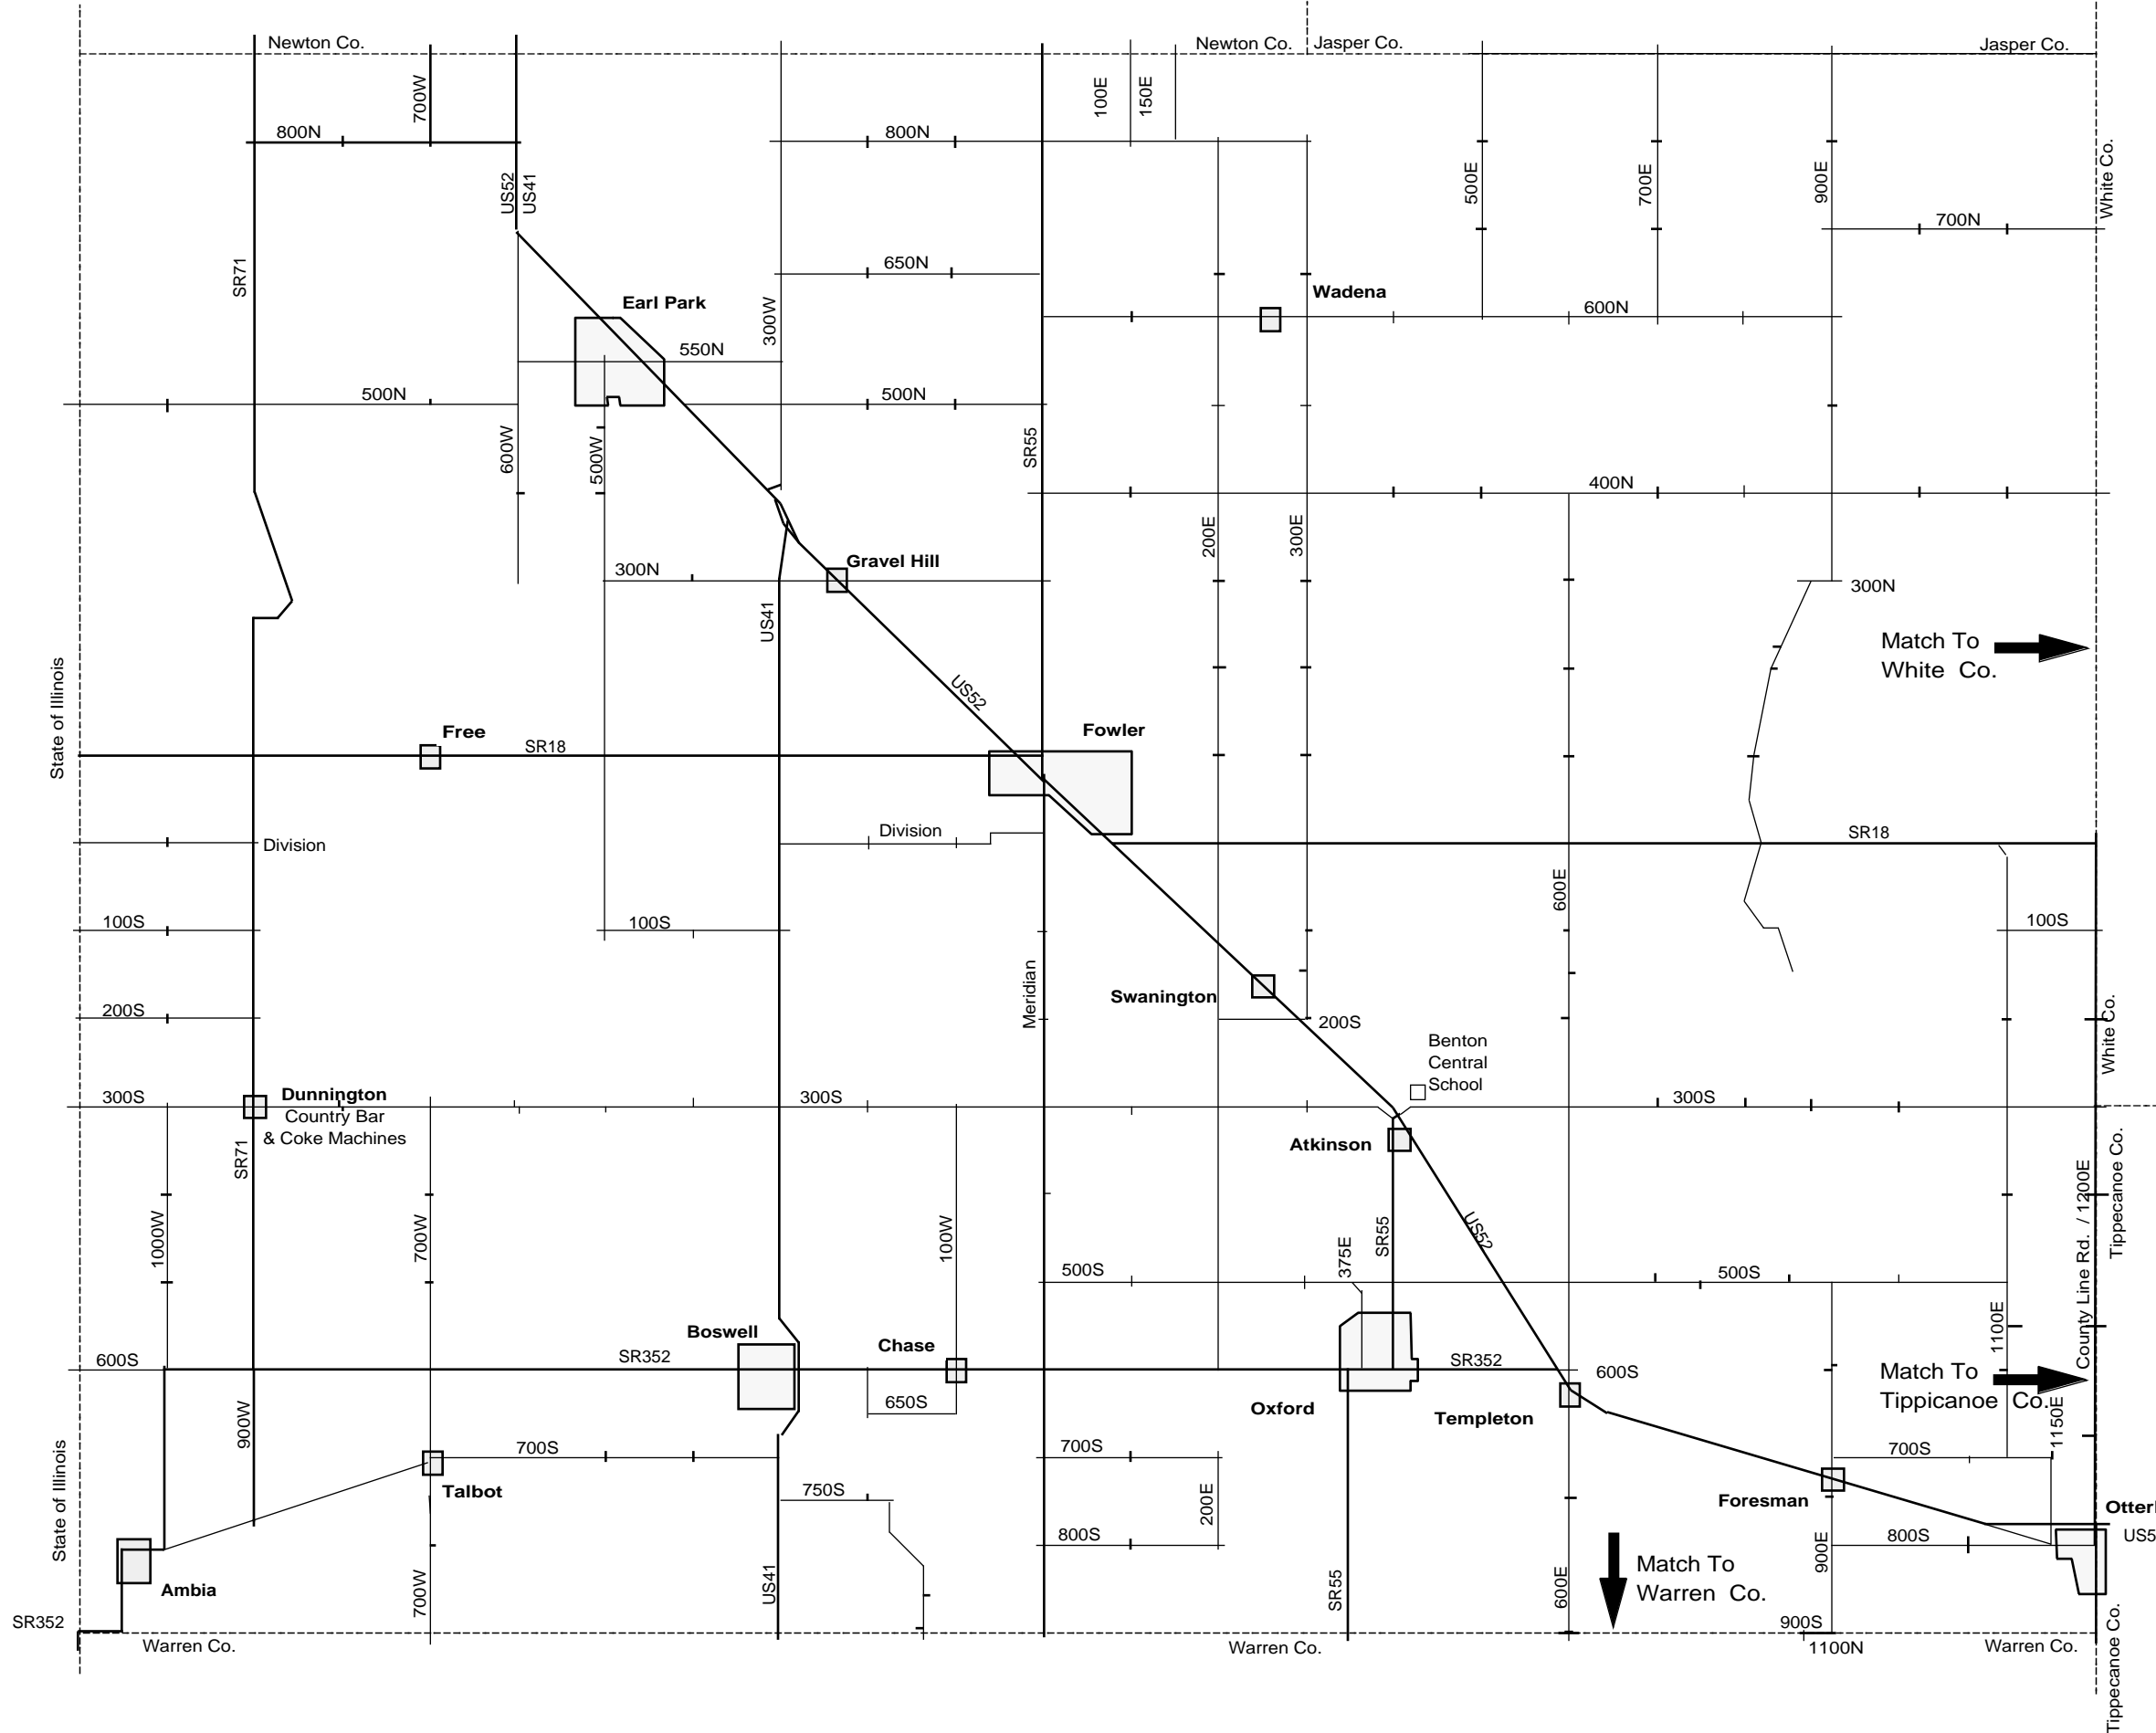 Newton Co.
Newton Co.
Jasper Co.
Jasper Co.
700W
100E
150E
800N
800N
US52
US41
500E
700E
900E
White Co.
700N
SR71
650N
300W
Earl Park
Wadena
600N
550N
500N
500N
600W
500W
SR55
400N
200E
300E
Gravel Hill
300N
300N
US41
Match To
White Co.
State of Illinois
US52
Free
SR18
Fowler
Division
Division
SR18
600E
100S
100S
100S
Meridian
Swanington
200S
200S
White Co.
Benton
Central
School
300S
Dunnington
Country Bar
& Coke Machines
300S
300S
SR71
Atkinson
Tippecanoe Co.
County Line Rd. / 1200E
1000W
700W
100W
SR55
US52
375E
500S
500S
1100E
Boswell
Chase
600S
SR352
SR352
600S
Match To
Tippicanoe Co.
650S
900W
Oxford
Templeton
1150E
700S
700S
700S
State of Illinois
Talbot
750S
200E
Foresman
Otterl
US5
800S
800S
900E
Ambia
700W
US41
SR55
600E
Match To
Warren Co.
SR352
900S
Warren Co.
Warren Co.
1100N
Warren Co.
Tippecanoe Co.